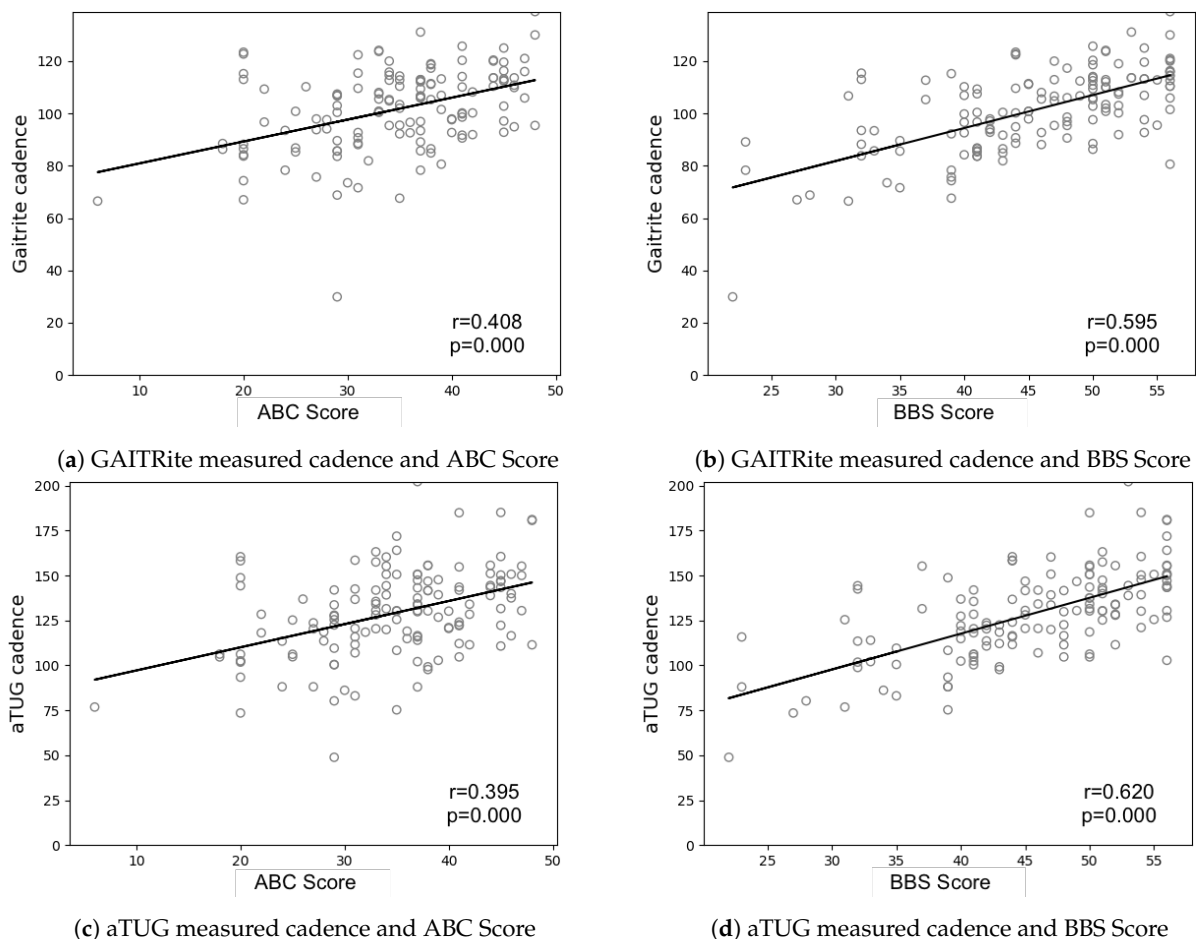 Gaitrite cadence
120
100
80
60
40
20
0
r=0.408
p=0.000
10 20 30 40 50
ABC Score
(a) GAITRite measured cadence and ABC Score
Gaitrite cadence
120
100
80
60
40
20
0
r=0.595
p=0.000
25 30 35 40 45 50 55
BBS Score
(b) GAITRite measured cadence and BBS Score
aTUG cadence
200
175
150
125
100
75
50
25
0
r=0.395
p=0.000
10 20 30 40 50
ABC Score
(c) aTUG measured cadence and ABC Score
aTUG cadence
200
175
150
125
100
75
50
25
0
r=0.620
p=0.000
25 30 35 40 45 50 55
BBS Score
(d) aTUG measured cadence and BBS Score